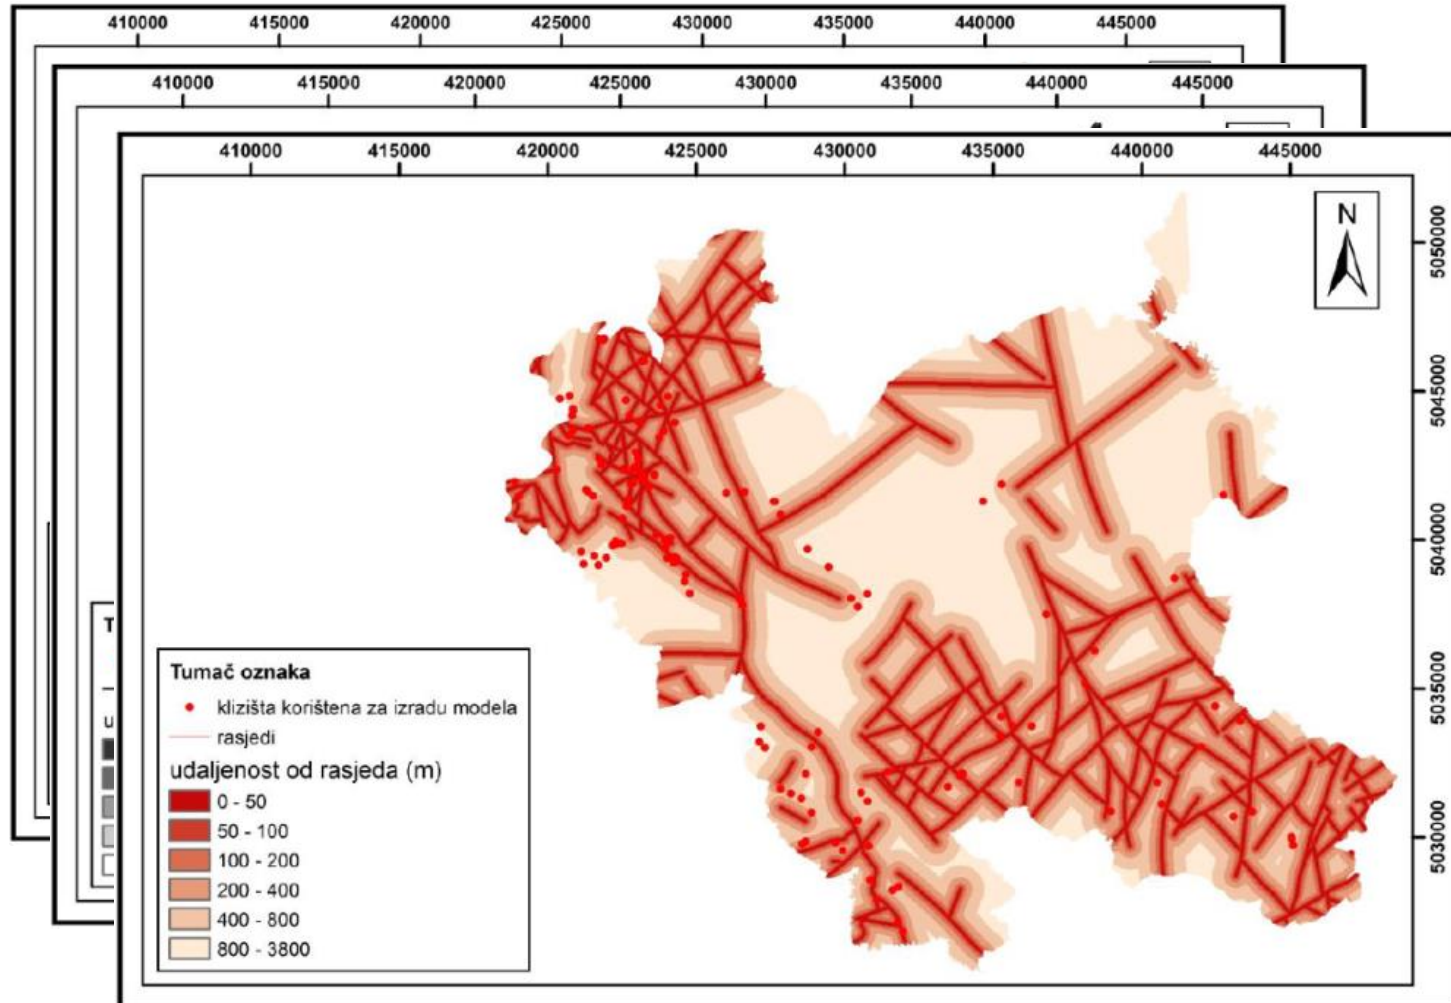 410000 415000 420000 425000 430000 435000 440000 445000
410000 415000 420000 425000 430000 435000 440000 445000
410000 415000 420000 425000 430000 435000 440000 445000
N
5050000
5045000
5040000
5035000
5030000
T
u
Tumač oznaka
klizišta korištena za izradu modela
rasjedi
udaljenost od rasjeda (m)
0 - 50
50 - 100
100 - 200
200 - 400
400 - 800
800 - 3800